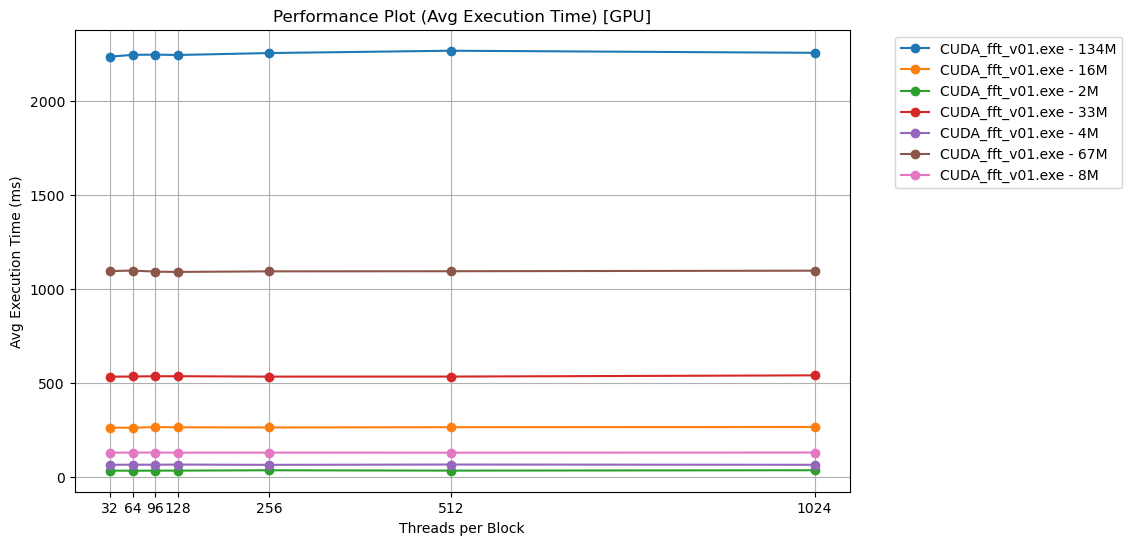 Performance Plot (Avg Execution Time) [GPU]
Avg Execution Time (ms)
2000
1500
1000
500
0
32 64 96 128 256 512 1024
Threads per Block
CUDA_fft_v01.exe - 134M
CUDA_fft_v01.exe - 16M
CUDA_fft_v01.exe - 2M
CUDA_fft_v01.exe - 33M
CUDA_fft_v01.exe - 4M
CUDA_fft_v01.exe - 67M
CUDA_fft_v01.exe - 8M